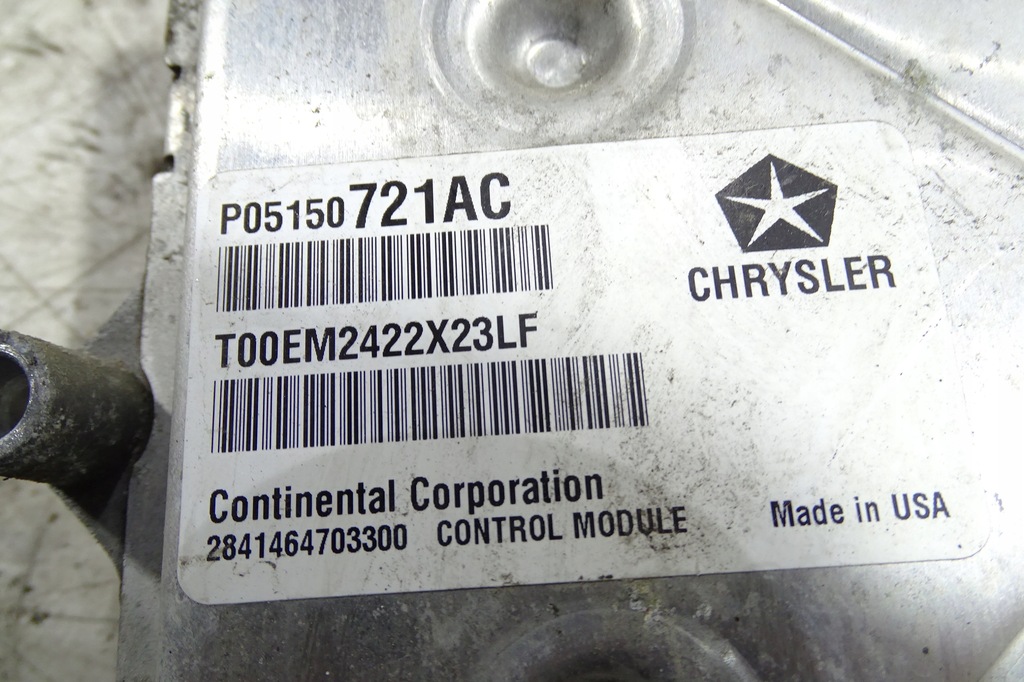 P05150721AC
CHRYSLER
T00EM2422X23LF
Continental Corporation
2841464703300 CONTROL MODULE
Made in USA